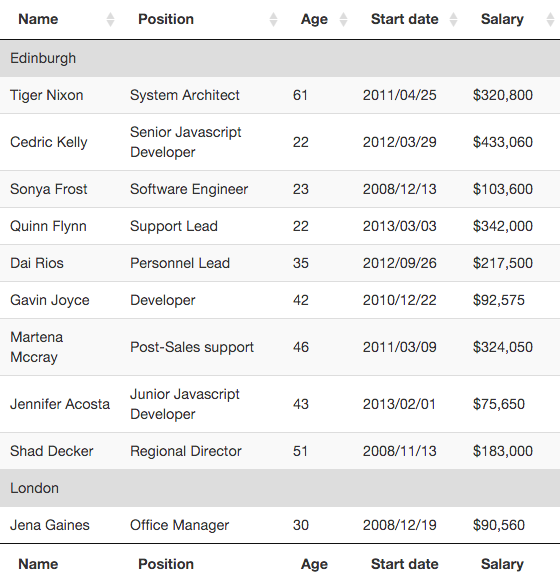 Name Position Age Start date Salary
Edinburgh
Tiger Nixon System Architect 61 2011/04/25 $320,800
Cedric Kelly Senior Javascript Developer 22 2012/03/29 $433,060
Sonya Frost Software Engineer 23 2008/12/13 $103,600
Quinn Flynn Support Lead 22 2013/03/03 $342,000
Dai Rios Personnel Lead 35 2012/09/26 $217,500
Gavin Joyce Developer 42 2010/12/22 $92,575
Martena Mccray Post-Sales support 46 2011/03/09 $324,050
Jennifer Acosta Junior Javascript Developer 43 2013/02/01 $75,650
Shad Decker Regional Director 51 2008/11/13 $183,000
London
Jena Gaines Office Manager 30 2008/12/19 $90,560
Name Position Age Start date Salary